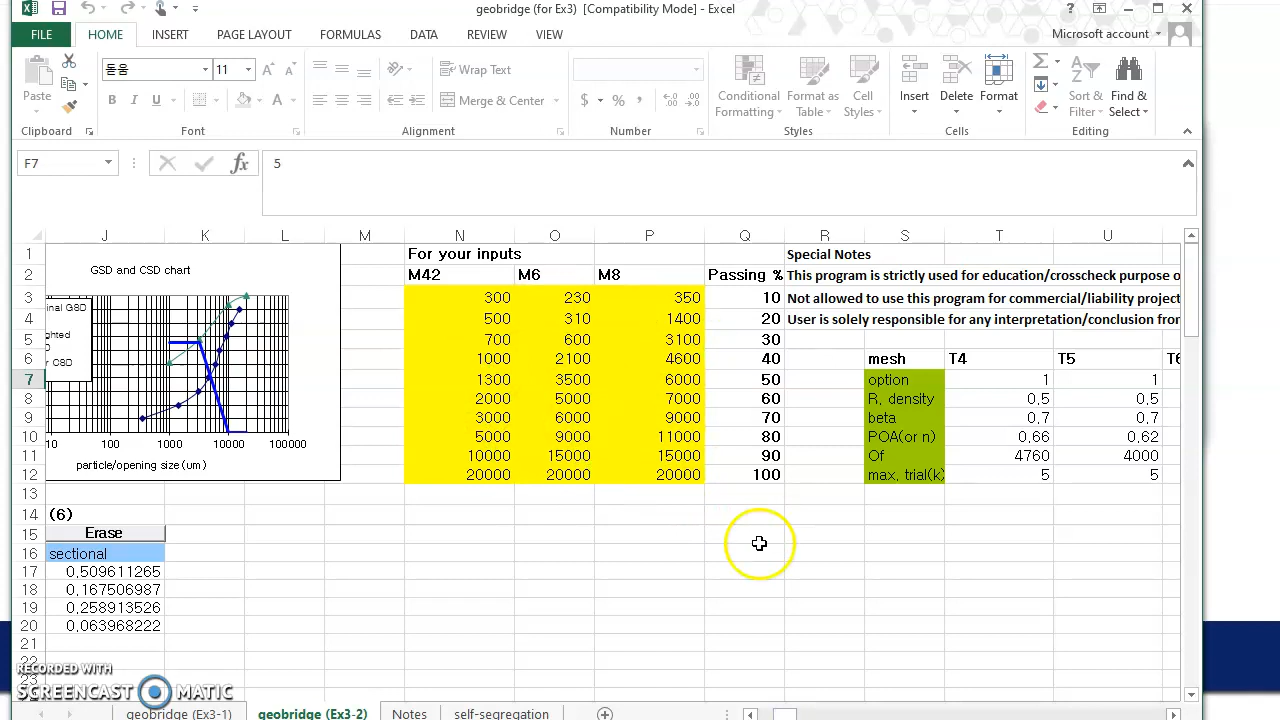 geobridge (for Ex3) [Compatibility Mode] - Excel
FILE HOME INSERT PAGE LAYOUT FORMULAS DATA REVIEW VIEW Microsoft account
Paste 돋움 11 Wrap Text Conditional Formatting Format as Table Cell Styles Insert Delete Format Sort & Filter Find & Select
B I U Merge & Center $ %
Clipboard Font Alignment Number Styles Cells Editing
F7 fx 5
J K L M N O P Q R S T U
1 For your inputs Special Notes
2 GSD and CSD chart M42 M6 M8 Passing % This program is strictly used for education/crosscheck purpose o
3 300 230 350 10 Not allowed to use this program for commercial/liability project
4 500 310 1400 20 User is solely responsible for any interpretation/conclusion from
5 700 600 3100 30
6 1000 2100 4600 40 mesh T4 T5
7 1300 3500 6000 50 option 1 1
8 2000 5000 7000 60 R, density 0.5 0.5
9 3000 6000 9000 70 beta 0.7 0.7
10 5000 9000 11000 80 POA(or n) 0.66 0.62
11 10000 15000 15000 90 Of 4760 4000
12 20000 20000 20000 100 max, trial(k) 5 5
inal GSD
ghted
GSD
10 100 1000 10000 100000
particle/opening size (um)
13
14 (6)
15 Erase
16 sectional
17 0,509611265
18 0,167506987
19 0,258913526
20 0,063968222
21
22
23
RECORDED WITH
SCREENCAST MATIC
geobridge (Ex3-1) geobridge (Ex3-2) Notes self-segregation